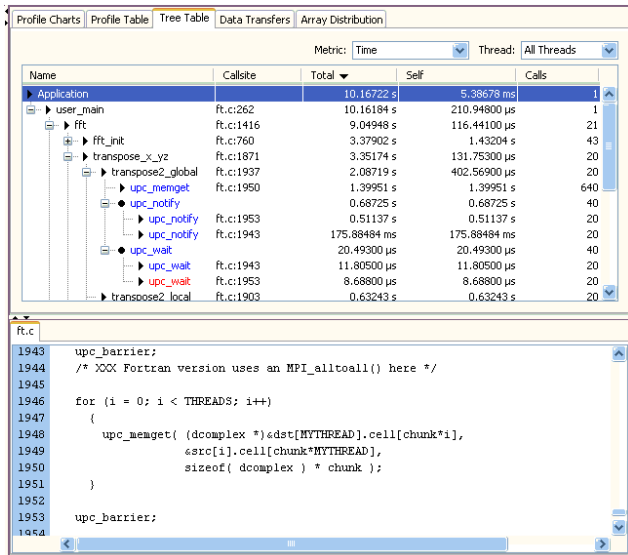 Profile Charts Profile Table Tree Table Data Transfers Array Distribution
Metric: Time Thread: All Threads
Name Callsite Total Self Calls
Application 10.16722 s 5.38678 ms 1
user_main ft.c:262 10.16184 s 210.94800 µs 1
fft ft.c:1416 9.04948 s 116.44100 µs 21
fft_init ft.c:760 3.37902 s 1.43204 s 43
transpose_x_yz ft.c:1871 3.35174 s 131.75300 µs 20
transpose2_global ft.c:1937 2.08719 s 402.56900 µs 20
upc_memget ft.c:1950 1.39951 s 1.39951 s 640
upc_notify 0.68725 s 0.68725 s 40
upc_notify ft.c:1953 0.51137 s 0.51137 s 20
upc_notify ft.c:1943 175.88484 ms 175.88484 ms 20
upc_wait 20.49300 µs 20.49300 µs 40
upc_wait ft.c:1943 11.80500 µs 11.80500 µs 20
upc_wait ft.c:1953 8.68800 µs 8.68800 µs 20
transpose2_local ft.c:1903 0.63243 s 0.63243 s 20
ft.c
1943 upc_barrier;
1944 /* XXX Fortran version uses an MPI_alltoall() here */
1945
1946 for (i = 0; i < THREADS; i++)
1947 {
1948 upc_memget( (dcomplex *)&dst[MYTHREAD].cell[chunk*i],
1949 &src[i].cell[chunk*MYTHREAD],
1950 sizeof( dcomplex ) * chunk );
1951 }
1952
1953 upc_barrier;
1954